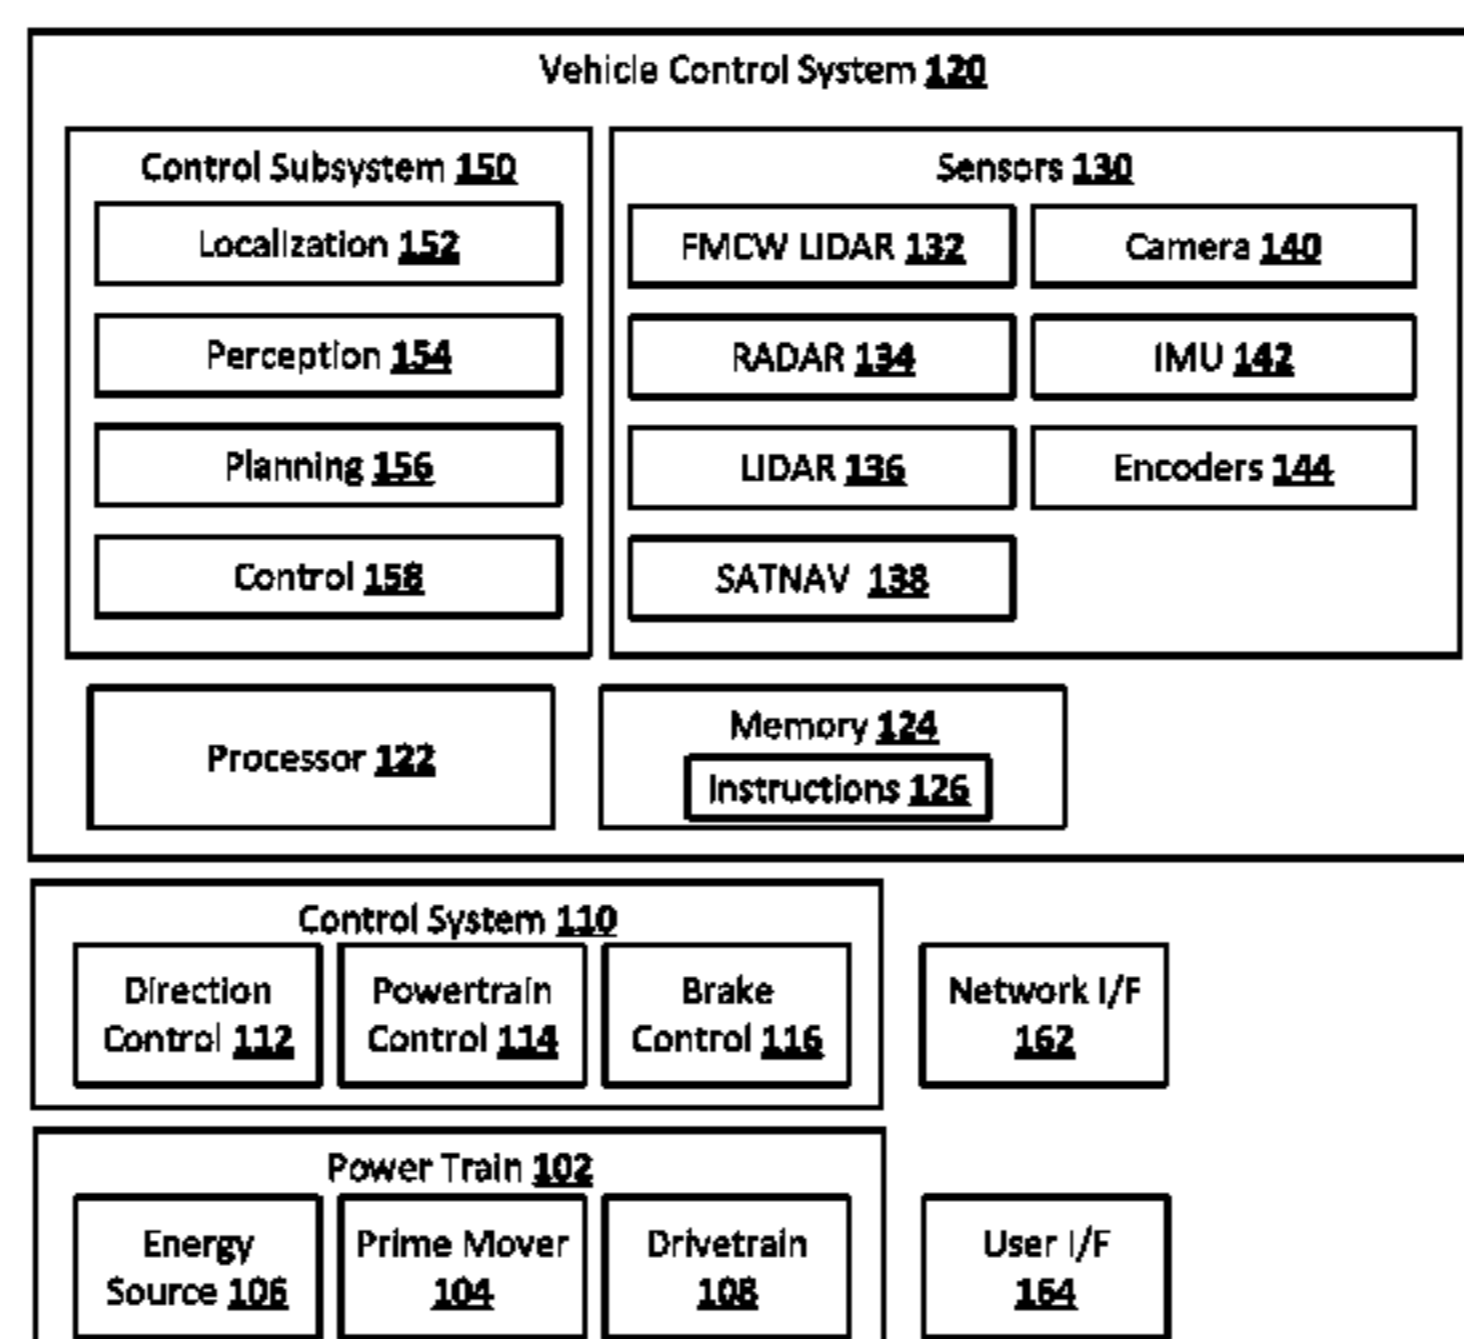 Vehicle Control System 120
Control Subsystem 150
Localization 152
Perception 154
Planning 156
Control 158
Sensors 130
FMCW LIDAR 132
Camera 140
RADAR 134
IMU 142
LIDAR 136
Encoders 144
SATNAV 138
Processor 122
Memory 124
Instructions 126
Control System 110
Direction
Control 112
Powertrain
Control 114
Brake
Control 116
Network I/F
162
Power Train 102
Energy
Source 106
Prime Mover
104
Drivetrain
108
User I/F
164